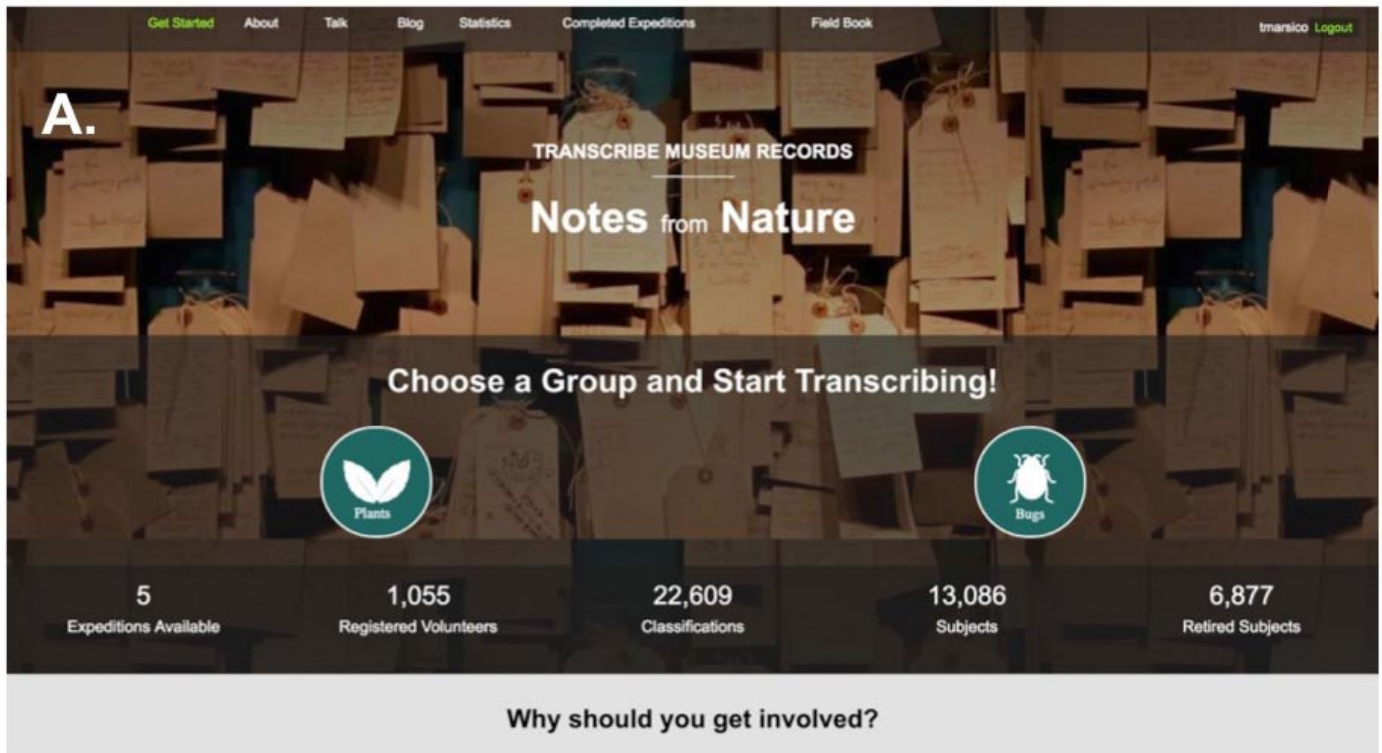 Get Started About Talk Blog Statistics Completed Expeditions Field Book tmarsico Logout
A.
TRANSCRIBE MUSEUM RECORDS
Notes from Nature
Choose a Group and Start Transcribing!
Plants Bugs
5 1,055 22,609 13,086 6,877
Expeditions Available Registered Volunteers Classifications Subjects Retired Subjects
Why should you get involved?